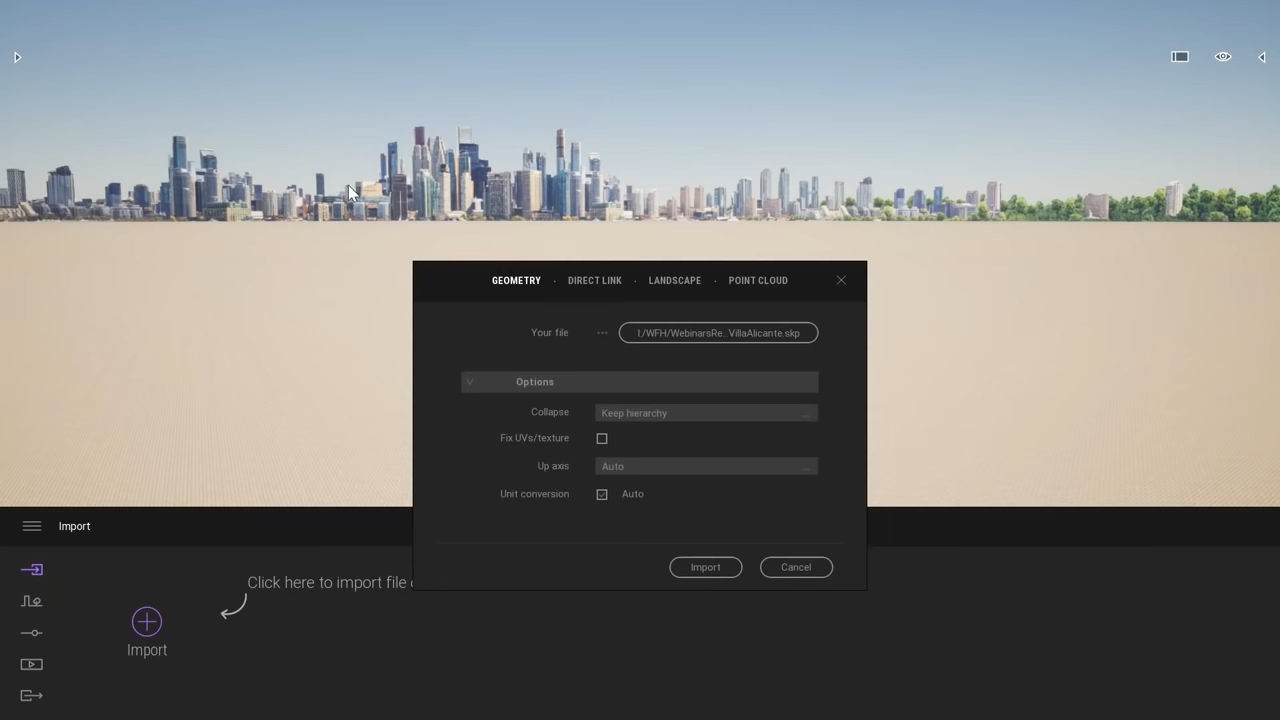 GEOMETRY · DIRECT LINK · LANDSCAPE · POINT CLOUD
Your file ... I:/WFH/WebinarsRe...VillaAlicante.skp
Options
Collapse Keep hierarchy ...
Fix UVs/texture
Up axis Auto ...
Unit conversion Auto
Import Cancel
Import
Click here to import file
Import